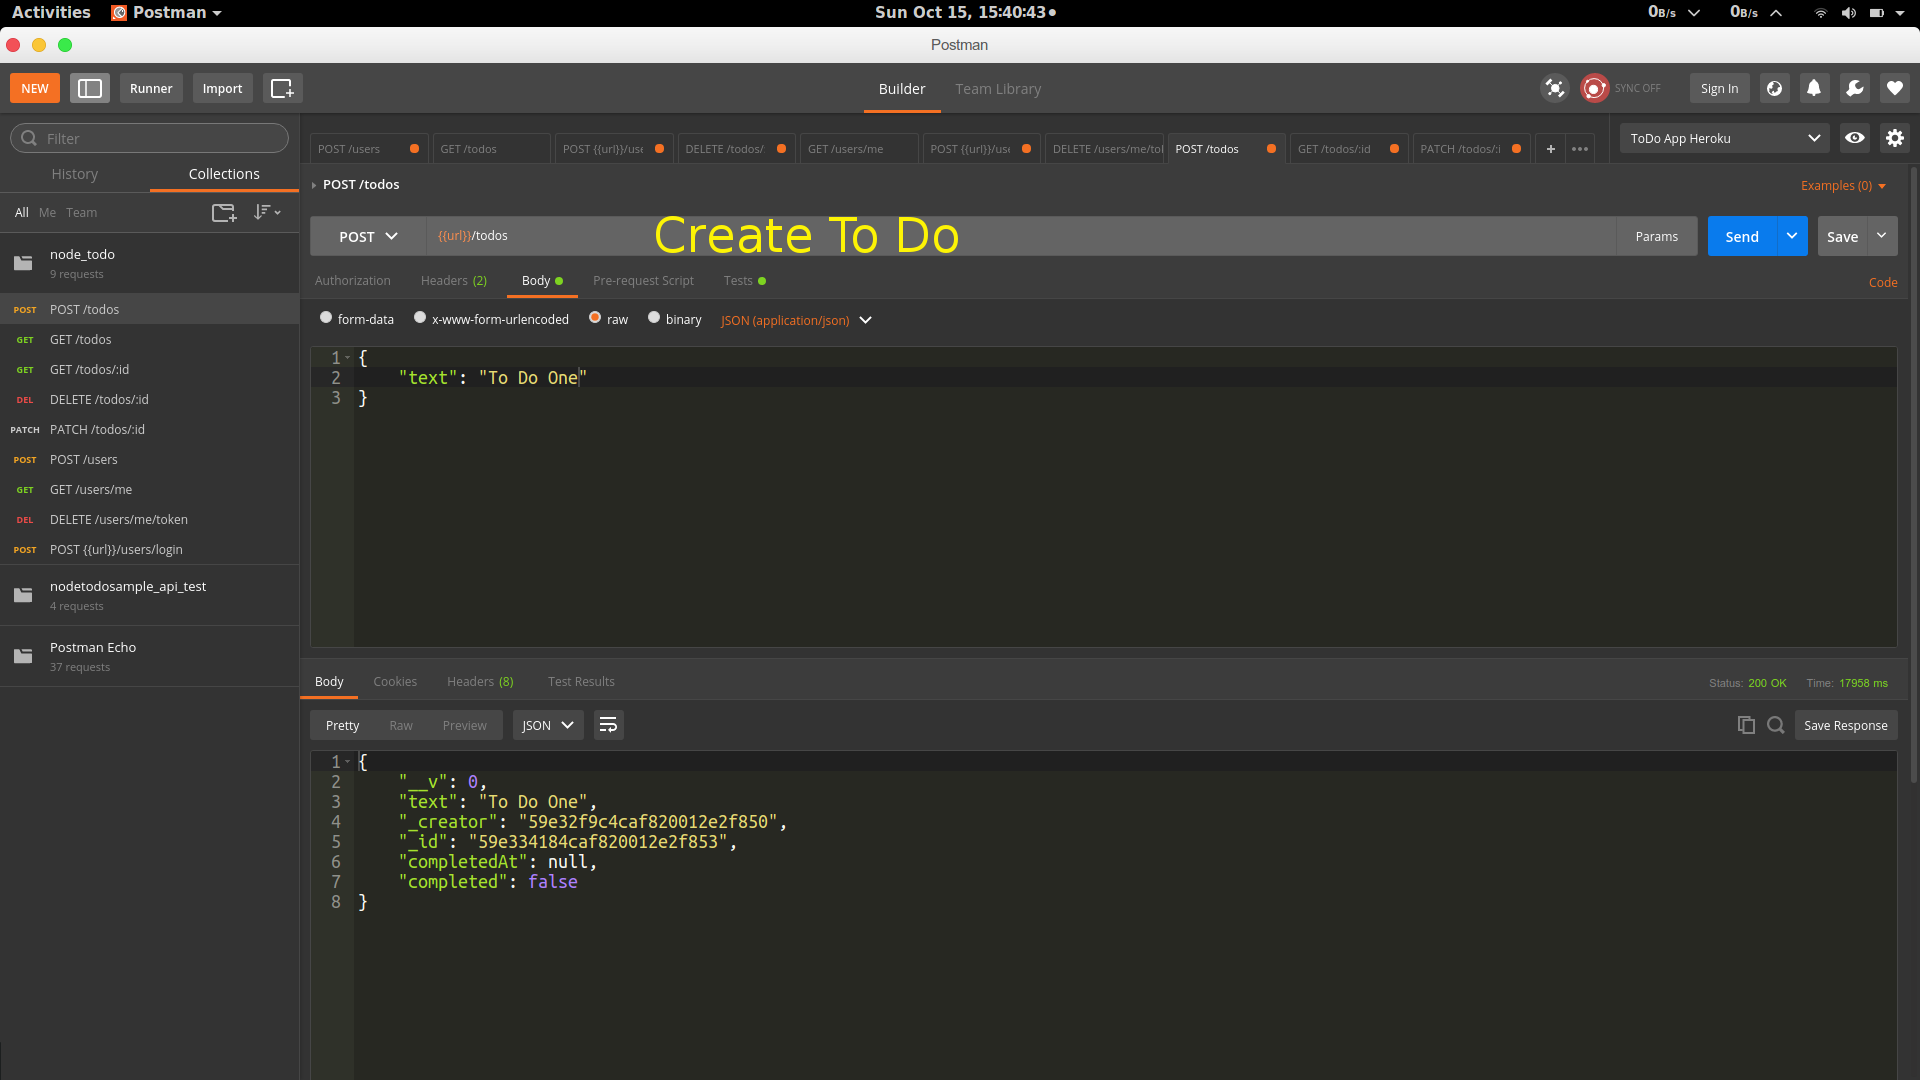 Activities Postman Sun Oct 15, 15:40:43 0B/s 0B/s
Postman
NEW Runner Import Builder Team Library SYNC OFF Sign In
Filter
POST /users GET /todos POST {{url}}/use DELETE /todos/: GET /users/me POST {{url}}/use DELETE /users/me/tol POST /todos GET /todos/:id PATCH /todos/:i + ••• ToDo App Heroku
History Collections
POST /todos Examples (0)
All Me Team
POST {{url}}/todos Create To Do Params Send Save
node_todo
9 requests
Authorization Headers (2) Body Pre-request Script Tests Code
POST POST /todos
GET GET /todos
GET GET /todos/:id
DEL DELETE /todos/:id
PATCH PATCH /todos/:id
POST POST /users
GET GET /users/me
DEL DELETE /users/me/token
POST POST {{url}}/users/login
nodetodosample_api_test
4 requests
Postman Echo
37 requests
form-data x-www-form-urlencoded raw binary JSON (application/json)
1 {
2 "text": "To Do One"
3 }
Body Cookies Headers (8) Test Results Status: 200 OK Time: 17958 ms
Pretty Raw Preview JSON Save Response
1 {
2 "__v": 0,
3 "text": "To Do One",
4 "_creator": "59e32f9c4caf820012e2f850",
5 "_id": "59e334184caf820012e2f853",
6 "completedAt": null,
7 "completed": false
8 }